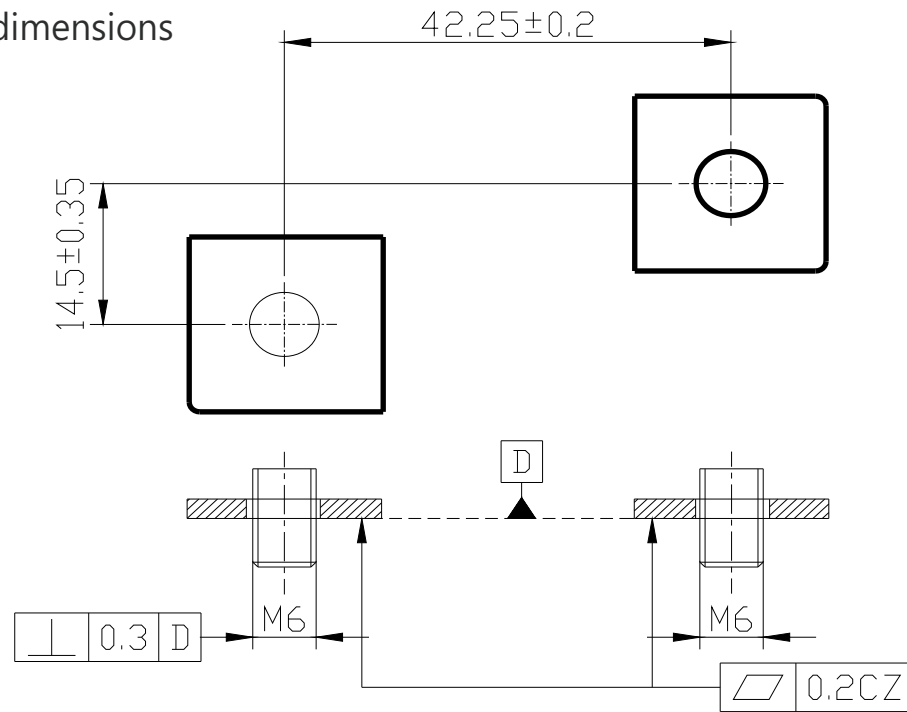 dimensions
42.25±0.2
14.5±0.35
D
M6
M6
⊥ 0.3 D
⏥ 0.2CZ